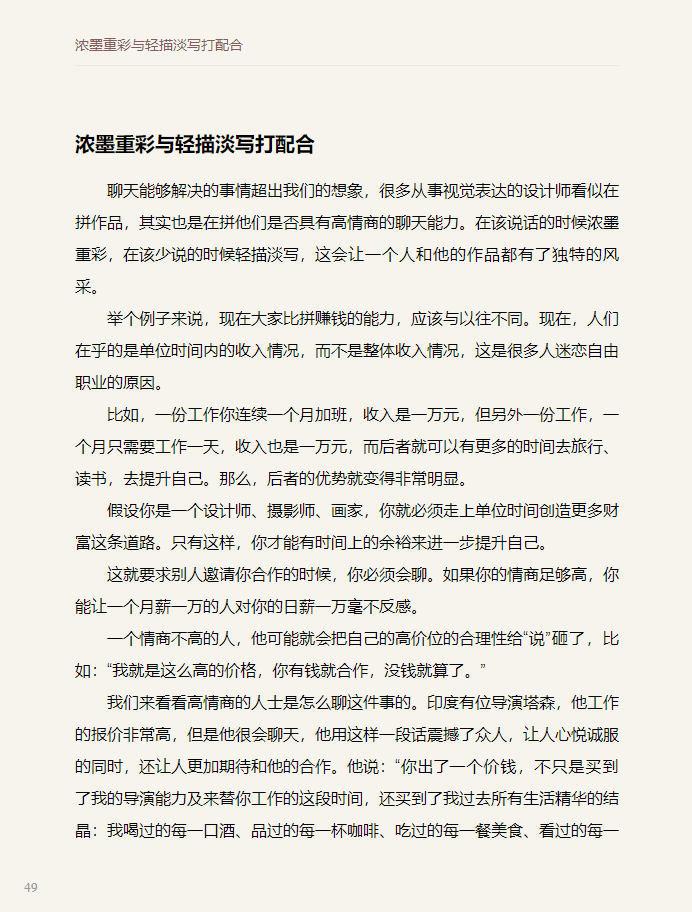 浓墨重彩与轻描淡写打配合
浓墨重彩与轻描淡写打配合
聊天能够解决的事情超出我们的想象，很多从事视觉表达的设计师看似在
拼作品，其实也是在拼他们是否具有高情商的聊天能力。在该说话的时候浓墨
重彩，在该少说的时候轻描淡写，这会让一个人和他的作品都有了独特的风
采。
举个例子来说，现在大家比拼赚钱的能力，应该与以往不同。现在，人们
在乎的是单位时间内的收入情况，而不是整体收入情况，这是很多人迷恋自由
职业的原因。
比如，一份工作你连续一个月加班，收入是一万元，但另外一份工作，一
个月只需要工作一天，收入也是一万元，而后者就可以有更多的时间去旅行、
读书，去提升自己。那么，后者的优势就变得非常明显。
假设你是一个设计师、摄影师、画家，你就必须走上单位时间创造更多财
富这条道路。只有这样，你才能有时间上的余裕来进一步提升自己。
这就要求别人邀请你合作的时候，你必须会聊。如果你的情商足够高，你
能让一个月薪一万的人对你的日薪一万毫不反感。
一个情商不高的人，他可能就会把自己的高价位的合理性给“说”砸了，比
如：“我就是这么高的价格，你有钱就合作，没钱就算了。”
我们来看看高情商的人士是怎么聊这件事的。印度有位导演塔森，他工作
的报价非常高，但是他很会聊天，他用这样一段话震撼了众人，让人心悦诚服
的同时，还让人更加期待和他的合作。他说：“你出了一个价钱，不只是买到
了我的导演能力及来替你工作的这段时间，还买到了我过去所有生活精华的结
晶：我喝过的每一口酒、品过的每一杯咖啡、吃过的每一餐美食、看过的每一
49